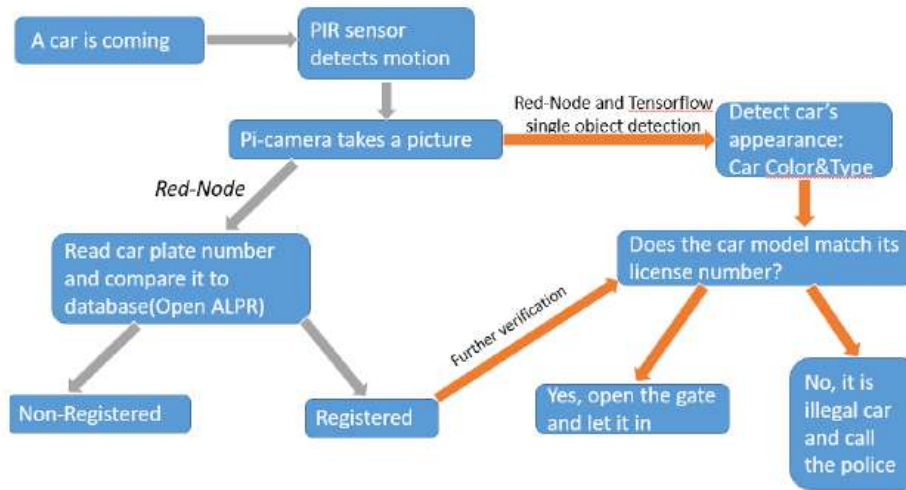 A car is coming
PIR sensor
detects motion
Red-Node and Tensorflow
single object detection
Detect car's
appearance:
Car Color&Type
Pi-camera takes a picture
Red-Node
Read car plate number
and compare it to
database(Open ALPR)
Does the car model match its
license number?
Further verification
Non-Registered
Registered
Yes, open the gate
and let it in
No, it is
illegal car
and call
the police